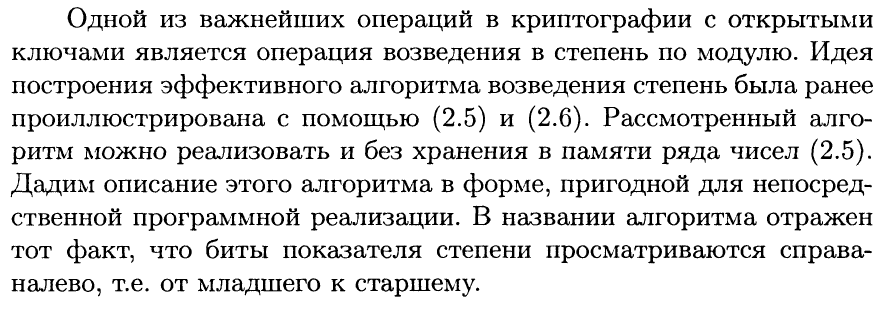 Одной из важнейших операций в криптографии с открытыми
ключами является операция возведения в степень по модулю. Идея
построения эффективного алгоритма возведения степень была ранее
проиллюстрирована с помощью (2.5) и (2.6). Рассмотренный алго-
ритм можно реализовать и без хранения в памяти ряда чисел (2.5).
Дадим описание этого алгоритма в форме, пригодной для непосред-
ственной программной реализации. В названии алгоритма отражен
тот факт, что биты показателя степени просматриваются справа-
налево, т.е. от младшего к старшему.